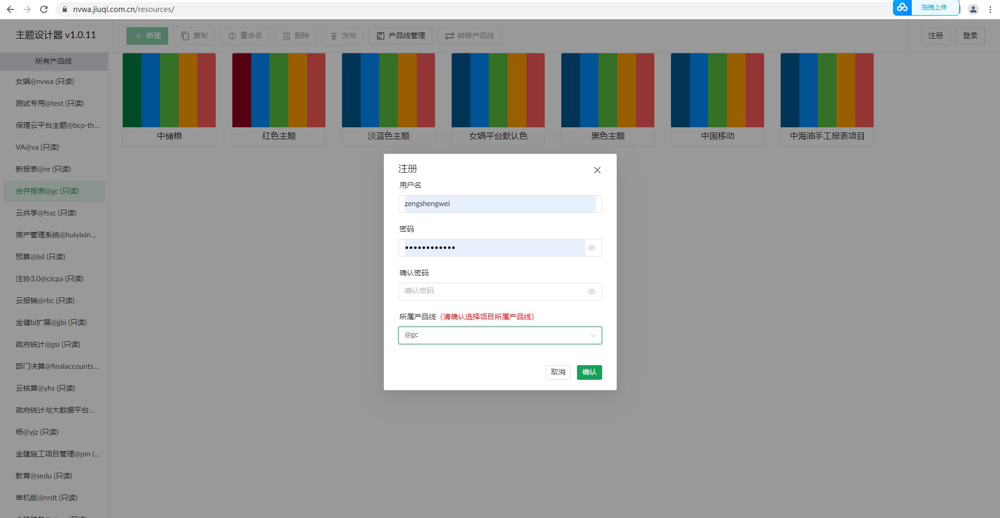 nvwa.jiuqi.com.cn/resources/
拖拽上传
主题设计器 v1.0.11
新建
复制
重命名
删除
发布
产品线管理
转移产品线
注册
登录
所有产品线
女娲@nvwa (只读)
测试专用@test (只读)
保理云平台主题@bcp-th...
VA@va (只读)
新报表@nr (只读)
合并报表@gc (只读)
云共享@fssc (只读)
房产管理系统@huiyixin...
预算@bd (只读)
注协3.0@cicpa (只读)
云报销@rbc (只读)
金健bi扩展@jjbi (只读)
政府统计@gsi (只读)
部门决算@finalaccounts...
云核算@yhs (只读)
政府统计与大数据平台...
杨@yjz (只读)
金建施工项目管理@pm (...
教育@sedu (只读)
单机版@nrdt (只读)
中储粮
红色主题
淡蓝色主题
女娲平台默认色
黑色主题
中国移动
中海油手工报表项目
注册
用户名
zengshengwei
密码
••••••••••••
确认密码
确认密码
所属产品线（请确认选择项目所属产品线）
@gc
取消
确认